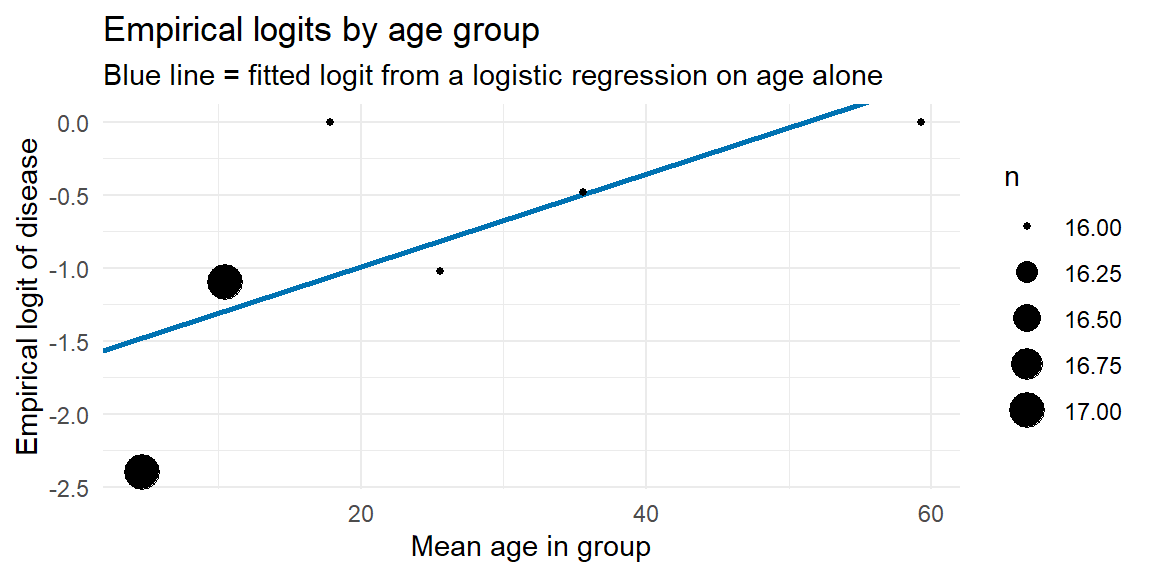 Empirical logits by age group
Blue line = fitted logit from a logistic regression on age alone
Empirical logit of disease
0.0
-0.5
-1.0
-1.5
-2.0
-2.5
20
40
60
Mean age in group
n
16.00
16.25
16.50
16.75
17.00